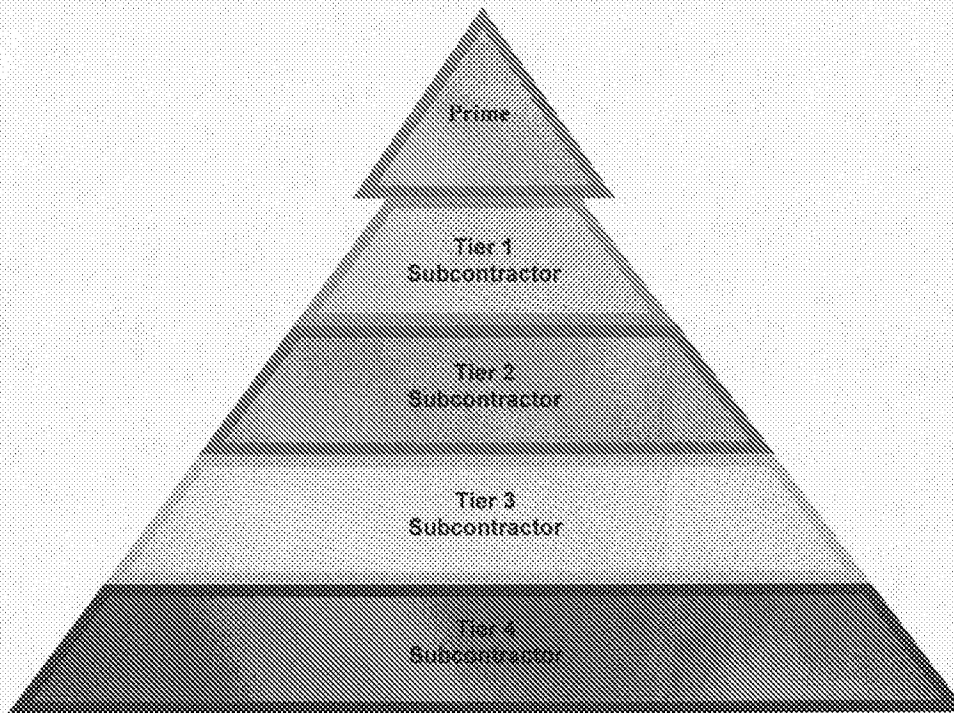 Prime
Tier 1
Subcontractor
Tier 2
Subcontractor
Tier 3
Subcontractor
Tier 4
Subcontractor